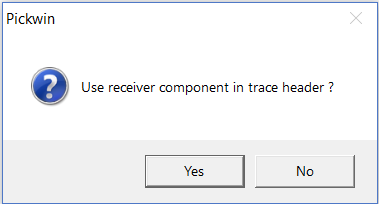 Pickwin
Use receiver component in trace header ?
Yes
No